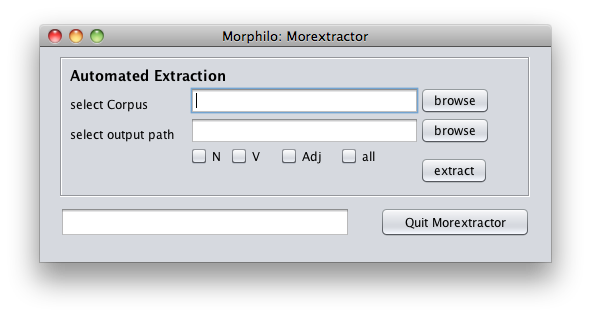 Morphilo: Morextractor
Automated Extraction
select Corpus browse
select output path browse
N V Adj all
extract
Quit Morextractor